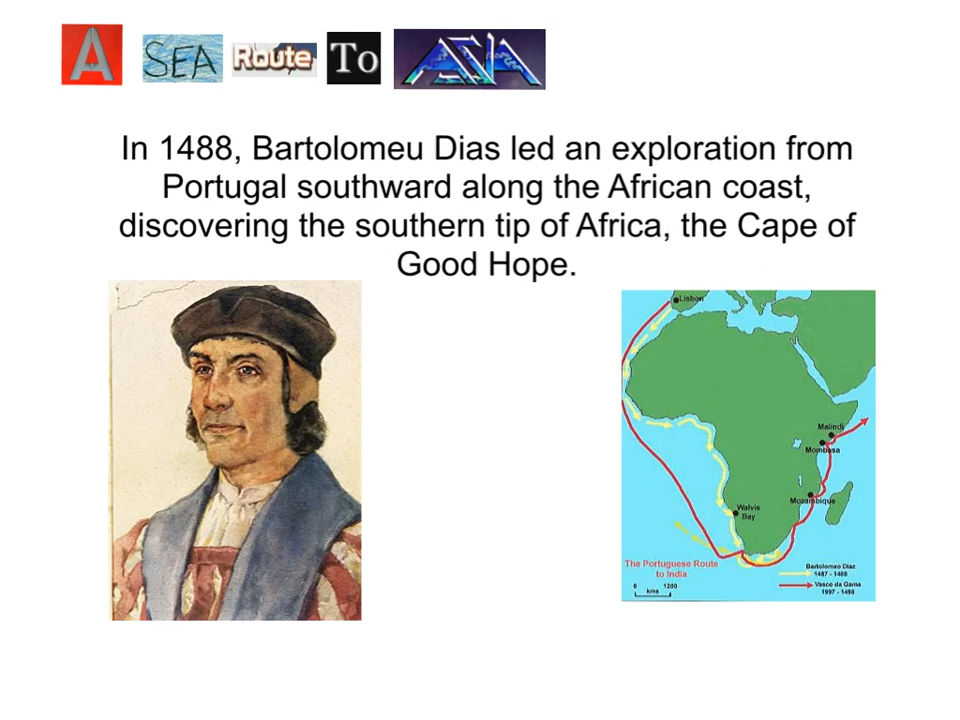 A SEA Route To ASIA
In 1488, Bartolomeu Dias led an exploration from
Portugal southward along the African coast,
discovering the southern tip of Africa, the Cape of
Good Hope.
Lisbon
Malindi
Mombasa
Mozambique
Walvis
Bay
The Portuguese Route
to India
0 1200
kms
Bartolomeo Diaz
1487 - 1488
Vasco da Gama
1997 - 1498